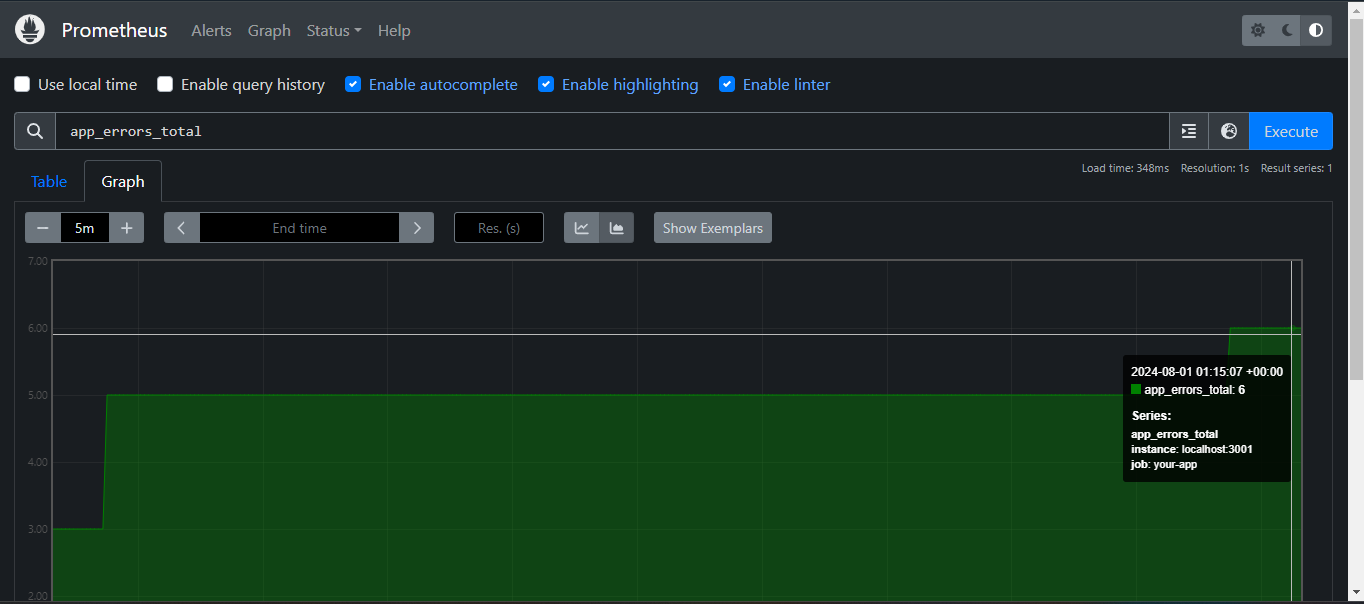 Prometheus Alerts Graph Status Help
Use local time Enable query history Enable autocomplete Enable highlighting Enable linter
app_errors_total Execute
Load time: 348ms Resolution: 1s Result series: 1
Table Graph
5m End time Res. (s) Show Exemplars
7.00
6.00
2024-08-01 01:15:07 +00:00
app_errors_total: 6
5.00
Series:
app_errors_total
instance: localhost:3001
4.00
job: your-app
3.00
2.00